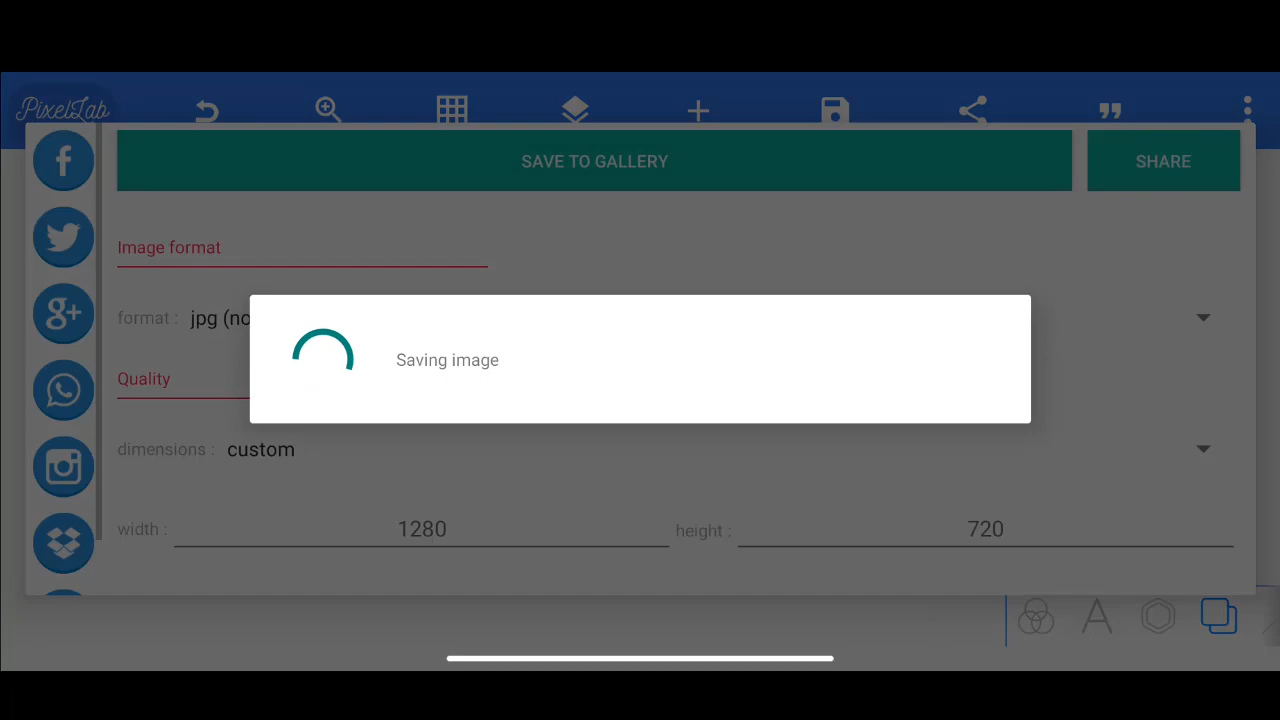 PixelLab
SAVE TO GALLERY
SHARE
Image format
format : jpg (no
Saving image
Quality
dimensions : custom
width : 1280 height : 720